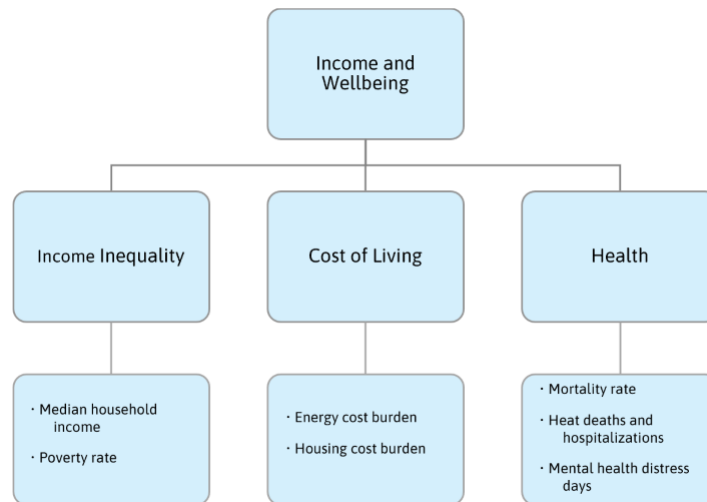 Income and
Wellbeing
Income Inequality
Cost of Living
Health
· Median household
income
· Poverty rate
· Energy cost burden
· Housing cost burden
· Mortality rate
· Heat deaths and
hospitalizations
· Mental health distress
days